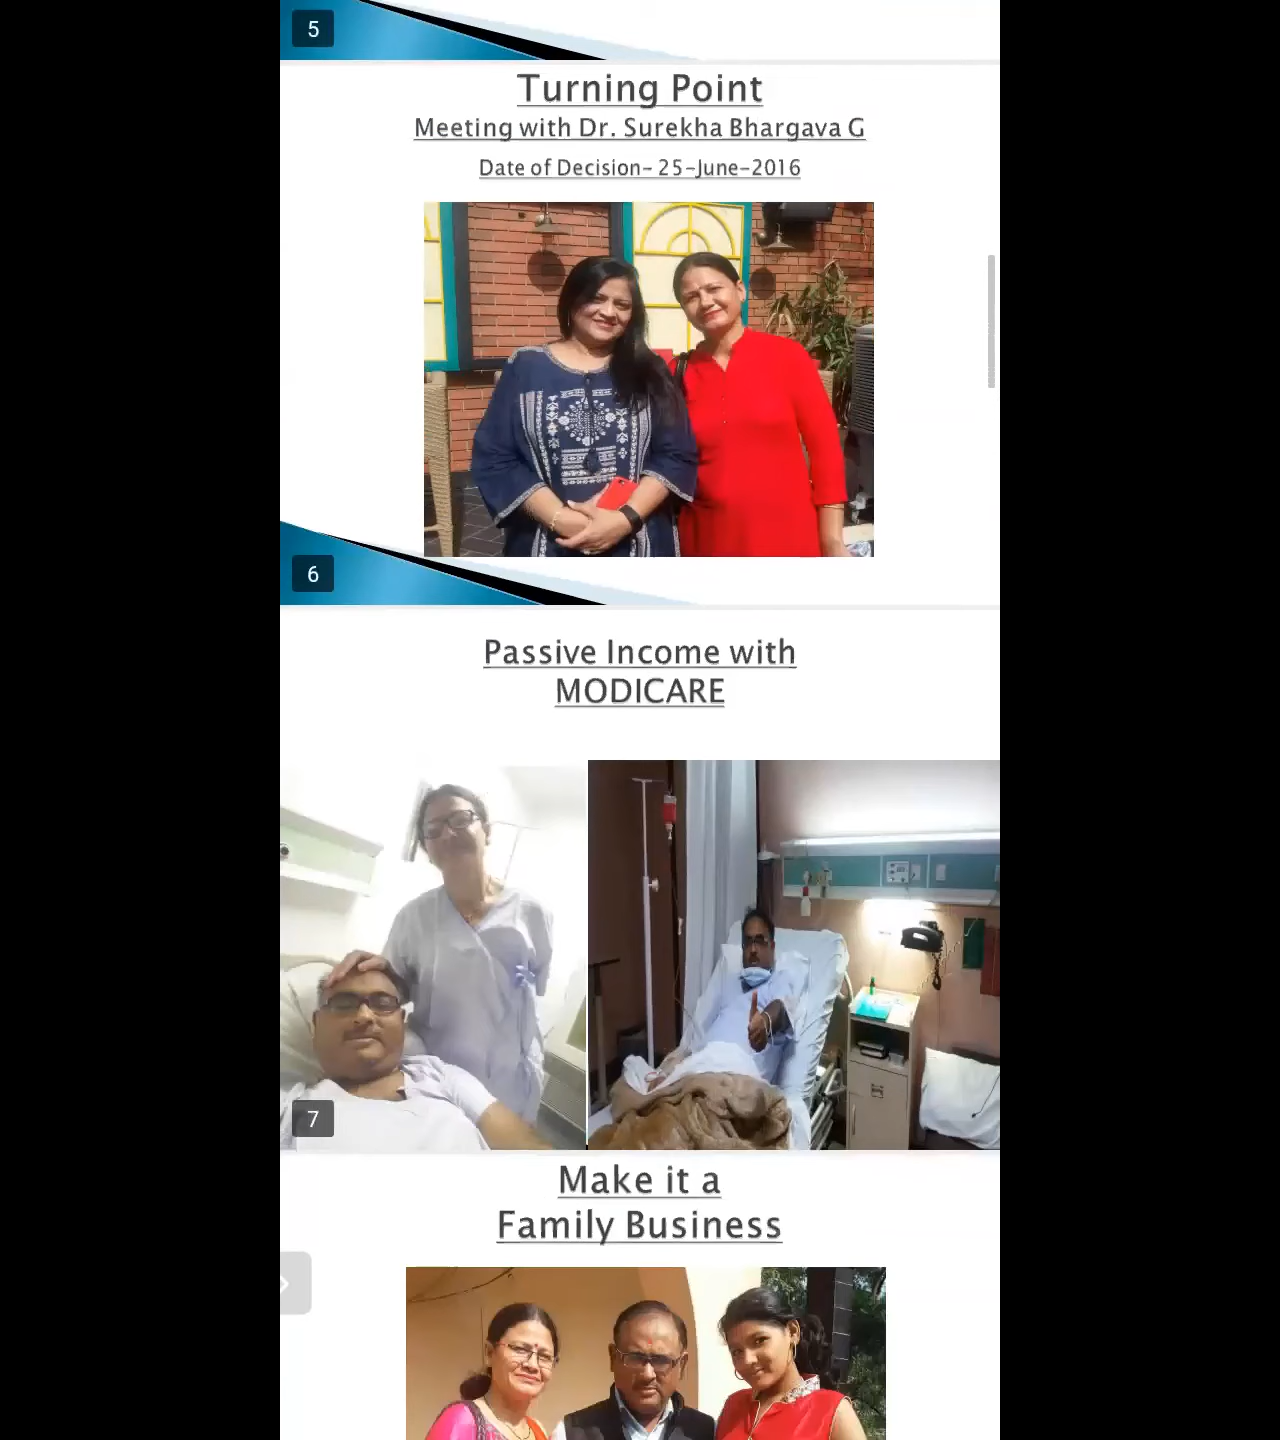 5
Turning Point
Meeting with Dr. Surekha Bhargava G
Date of Decision- 25-June-2016
6
Passive Income with
MODICARE
7
Make it a
Family Business